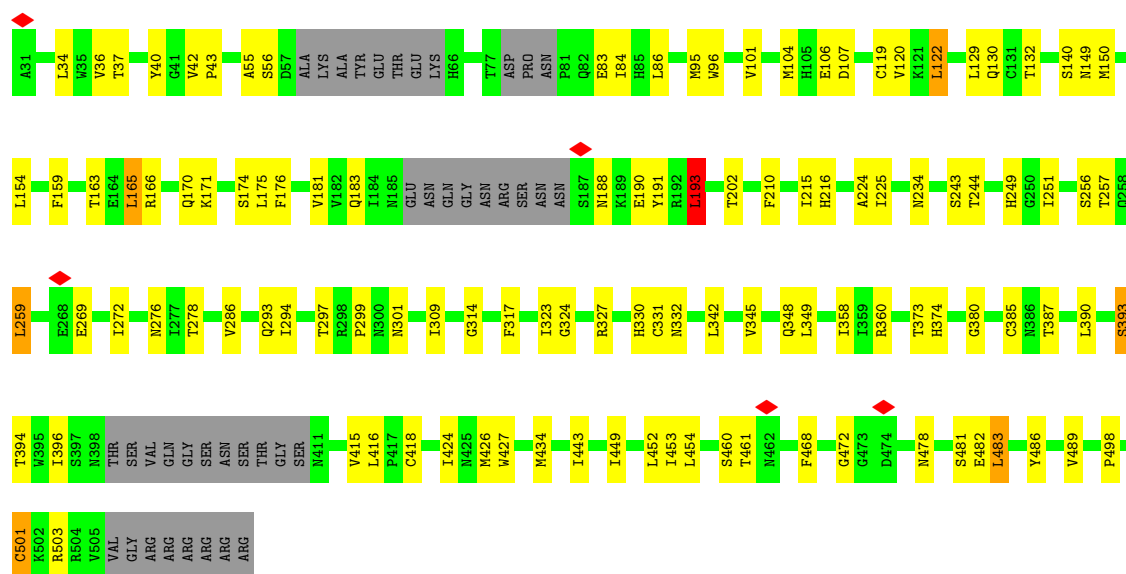 A31 L34 W35 V36 T37 Y40 G41 V42 P43 A55 S56 D57 ALA LYS ALA TYR GLU THR GLU LYS H66 T77 ASP PRO ASN P81 Q82 E83 I84 H85 L86 M95 W96 V101 M104 H105 E106 D107 C119 V120 K121 L122 L129 Q130 C131 T132 S140 N149 M150
L154 F159 T163 E164 L165 R166 Q170 K171 S174 L175 F176 V181 V182 Q183 I184 N185 GLU ASN GLN GLY ASN ARG SER ASN ASN S187 N188 K189 E190 Y191 R192 L193 T202 F210 I215 H216 A224 I225 N234 S243 T244 H249 G250 I251 S256 T257 D258
L259 E268 E269 I272 N276 I277 T278 V286 Q293 I294 T297 R298 P299 N300 N301 I309 G314 F317 I323 G324 R327 H330 C331 N332 L342 V345 Q348 L349 I358 I359 R360 T373 H374 G380 C385 N386 T387 L390 S393
T394 W395 I396 S397 N398 THR SER VAL GLN GLY SER ASN SER THR GLY SER N411 V415 L416 P417 C418 I424 N425 M426 W427 M434 I443 I449 L452 I453 L454 S460 T461 N462 F468 G472 G473 D474 N478 S481 E482 L483 Y486 V489 P498
C501 K502 R503 R504 V505 VAL GLY ARG ARG ARG ARG ARG ARG